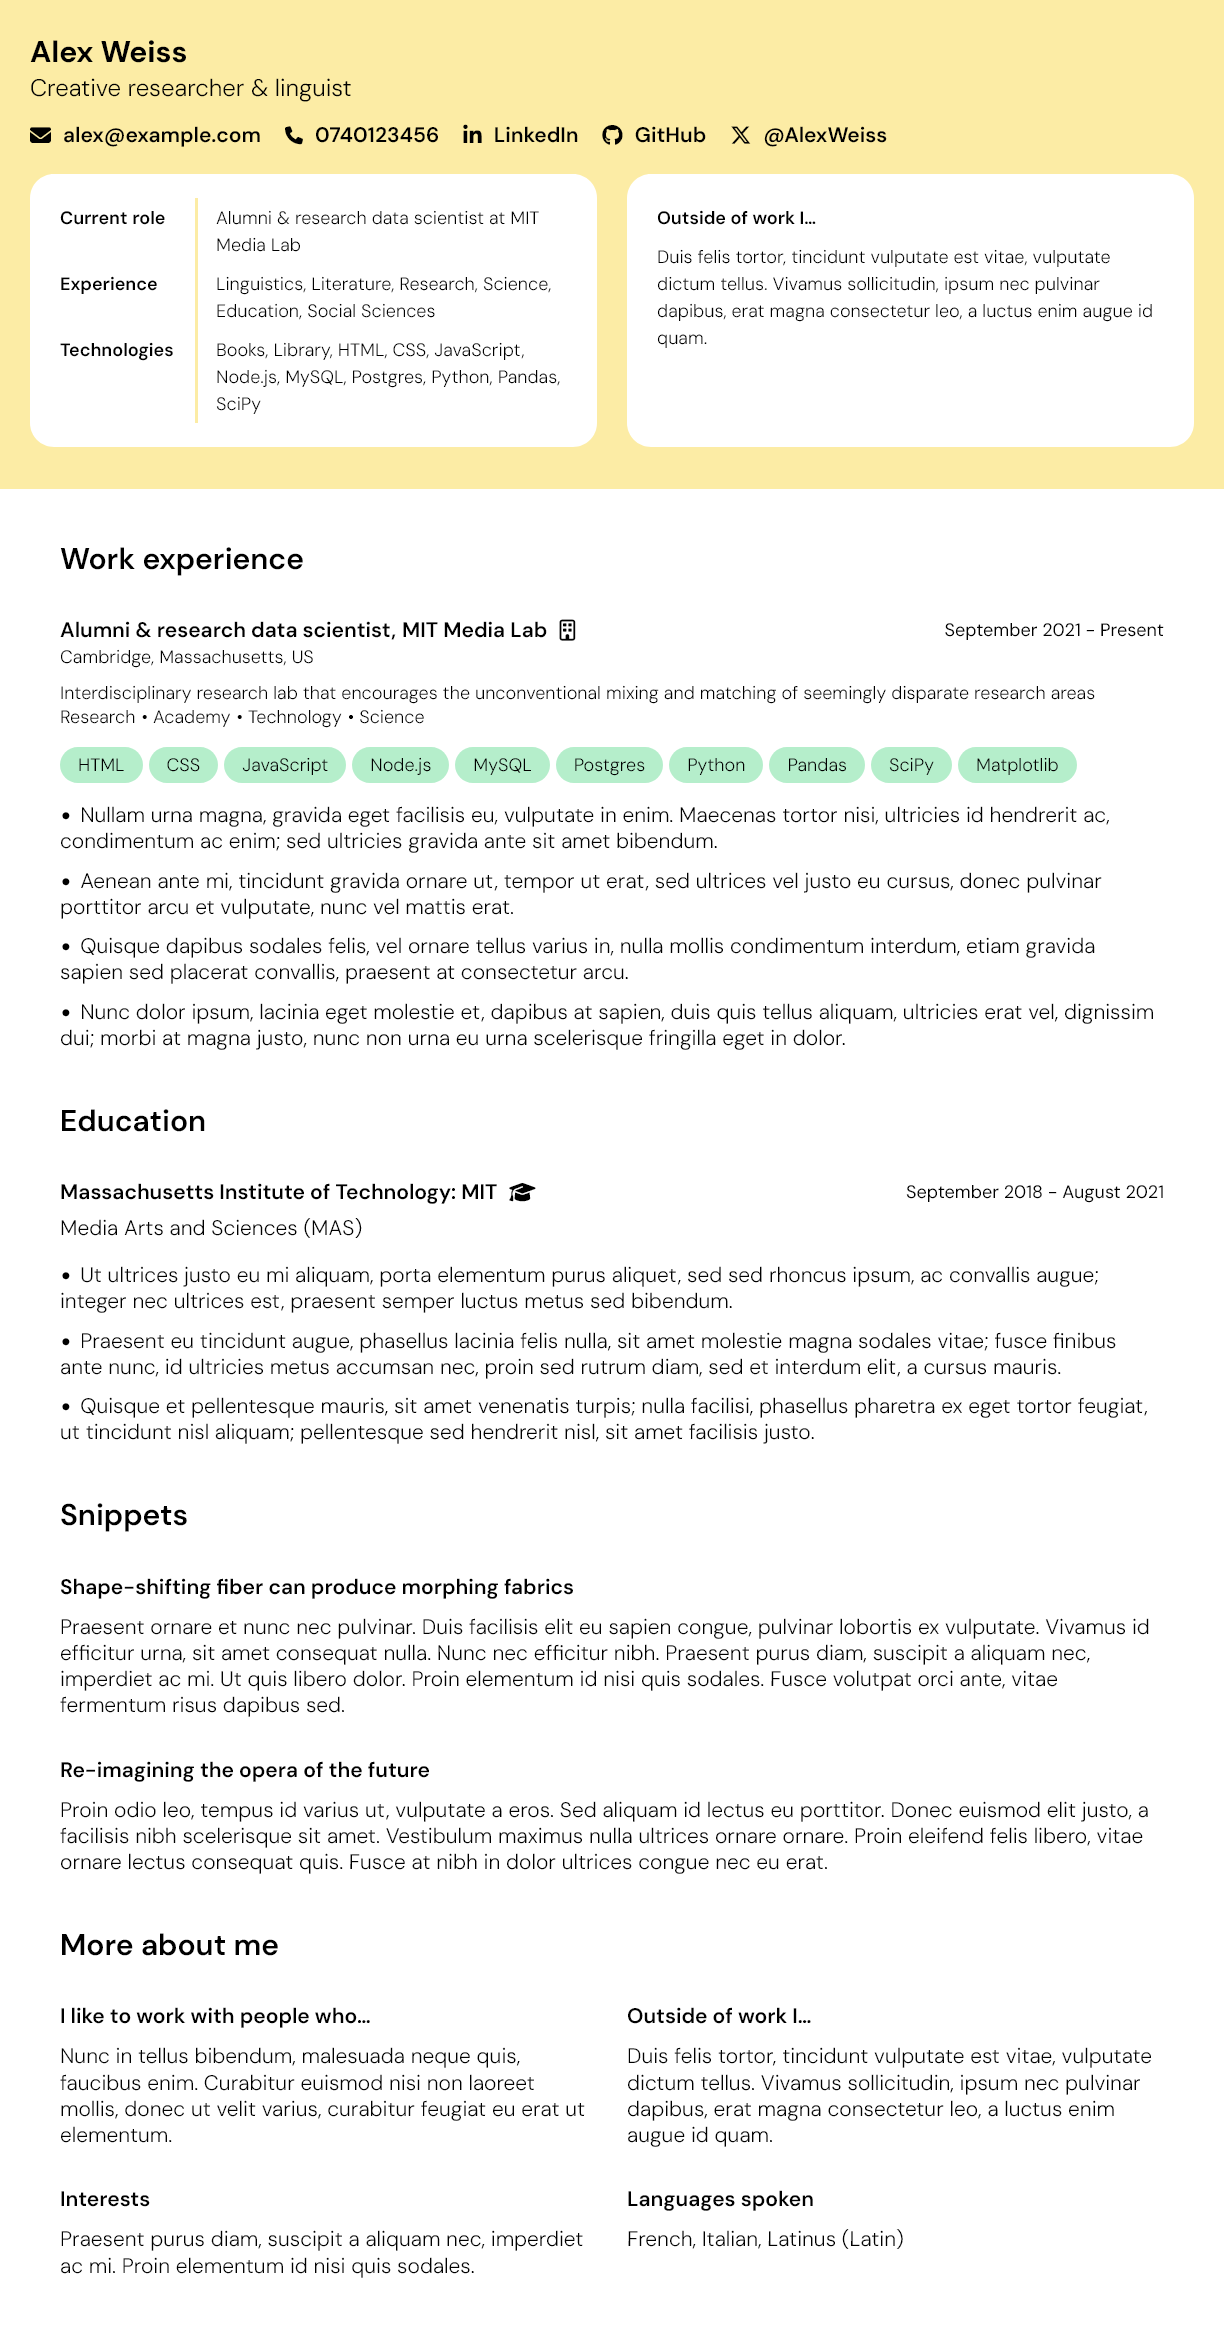 Alex Weiss
Creative researcher & linguist
alex@example.com 0740123456 LinkedIn GitHub @AlexWeiss
Current role
Alumni & research data scientist at MIT
Media Lab
Experience
Linguistics, Literature, Research, Science,
Education, Social Sciences
Technologies
Books, Library, HTML, CSS, JavaScript,
Node.js, MySQL, Postgres, Python, Pandas,
SciPy
Outside of work I...
Duis felis tortor, tincidunt vulputate est vitae, vulputate
dictum tellus. Vivamus sollicitudin, ipsum nec pulvinar
dapibus, erat magna consectetur leo, a luctus enim augue id
quam.
Work experience
Alumni & research data scientist, MIT Media Lab
September 2021 - Present
Cambridge, Massachusetts, US
Interdisciplinary research lab that encourages the unconventional mixing and matching of seemingly disparate research areas
Research • Academy • Technology • Science
HTML CSS JavaScript Node.js MySQL Postgres Python Pandas SciPy Matplotlib
• Nullam urna magna, gravida eget facilisis eu, vulputate in enim. Maecenas tortor nisi, ultricies id hendrerit ac,
condimentum ac enim; sed ultricies gravida ante sit amet bibendum.
• Aenean ante mi, tincidunt gravida ornare ut, tempor ut erat, sed ultrices vel justo eu cursus, donec pulvinar
porttitor arcu et vulputate, nunc vel mattis erat.
• Quisque dapibus sodales felis, vel ornare tellus varius in, nulla mollis condimentum interdum, etiam gravida
sapien sed placerat convallis, praesent at consectetur arcu.
• Nunc dolor ipsum, lacinia eget molestie et, dapibus at sapien, duis quis tellus aliquam, ultricies erat vel, dignissim
dui; morbi at magna justo, nunc non urna eu urna scelerisque fringilla eget in dolor.
Education
Massachusetts Institute of Technology: MIT
September 2018 - August 2021
Media Arts and Sciences (MAS)
• Ut ultrices justo eu mi aliquam, porta elementum purus aliquet, sed sed rhoncus ipsum, ac convallis augue;
integer nec ultrices est, praesent semper luctus metus sed bibendum.
• Praesent eu tincidunt augue, phasellus lacinia felis nulla, sit amet molestie magna sodales vitae; fusce finibus
ante nunc, id ultricies metus accumsan nec, proin sed rutrum diam, sed et interdum elit, a cursus mauris.
• Quisque et pellentesque mauris, sit amet venenatis turpis; nulla facilisi, phasellus pharetra ex eget tortor feugiat,
ut tincidunt nisl aliquam; pellentesque sed hendrerit nisl, sit amet facilisis justo.
Snippets
Shape-shifting fiber can produce morphing fabrics
Praesent ornare et nunc nec pulvinar. Duis facilisis elit eu sapien congue, pulvinar lobortis ex vulputate. Vivamus id
efficitur urna, sit amet consequat nulla. Nunc nec efficitur nibh. Praesent purus diam, suscipit a aliquam nec,
imperdiet ac mi. Ut quis libero dolor. Proin elementum id nisi quis sodales. Fusce volutpat orci ante, vitae
fermentum risus dapibus sed.
Re-imagining the opera of the future
Proin odio leo, tempus id varius ut, vulputate a eros. Sed aliquam id lectus eu porttitor. Donec euismod elit justo, a
facilisis nibh scelerisque sit amet. Vestibulum maximus nulla ultrices ornare ornare. Proin eleifend felis libero, vitae
ornare lectus consequat quis. Fusce at nibh in dolor ultrices congue nec eu erat.
More about me
I like to work with people who...
Nunc in tellus bibendum, malesuada neque quis,
faucibus enim. Curabitur euismod nisi non laoreet
mollis, donec ut velit varius, curabitur feugiat eu erat ut
elementum.
Outside of work I...
Duis felis tortor, tincidunt vulputate est vitae, vulputate
dictum tellus. Vivamus sollicitudin, ipsum nec pulvinar
dapibus, erat magna consectetur leo, a luctus enim
augue id quam.
Interests
Praesent purus diam, suscipit a aliquam nec, imperdiet
ac mi. Proin elementum id nisi quis sodales.
Languages spoken
French, Italian, Latinus (Latin)